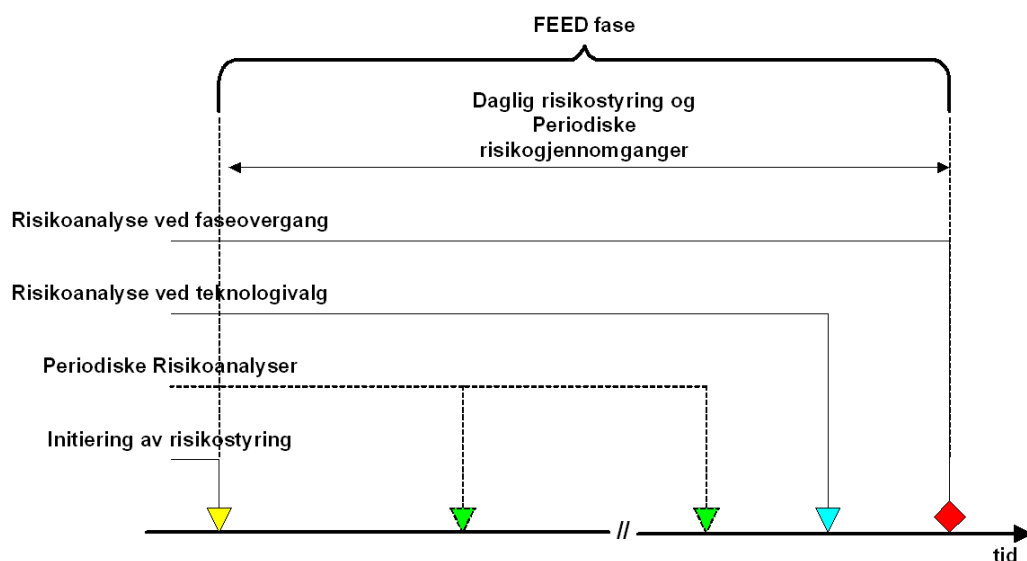 FEED fase
Daglig risikostyring og
Periodiske
risikogjennomganger
Risikoanalyse ved faseovergang
Risikoanalyse ved teknologivalg
Periodiske Risikoanalyser
Initiering av risikostyring
//
tid